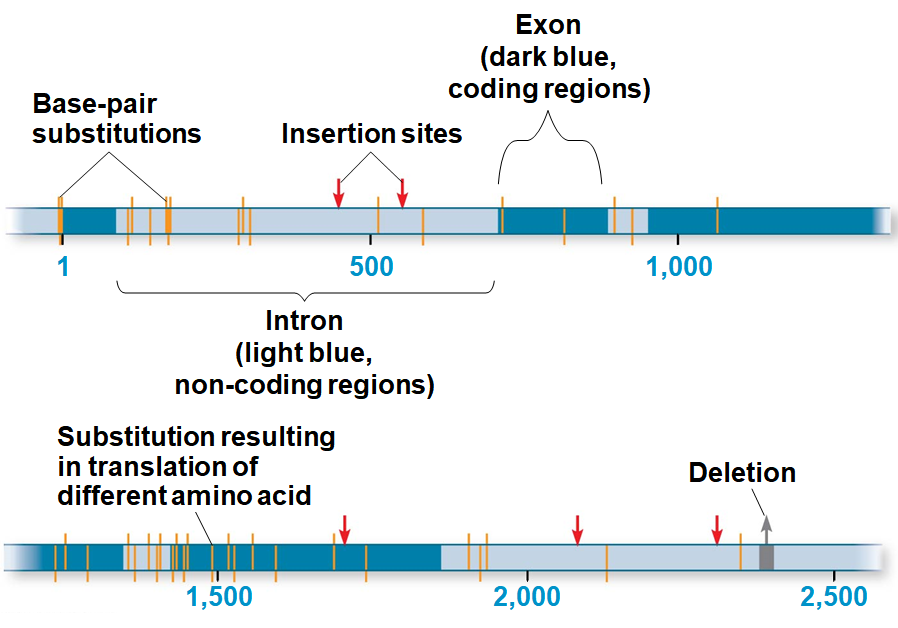 Exon
(dark blue,
coding regions)
Base-pair
substitutions
Insertion sites
1
500
1,000
Intron
(light blue,
non-coding regions)
Substitution resulting
in translation of
different amino acid
Deletion
1,500
2,000
2,500